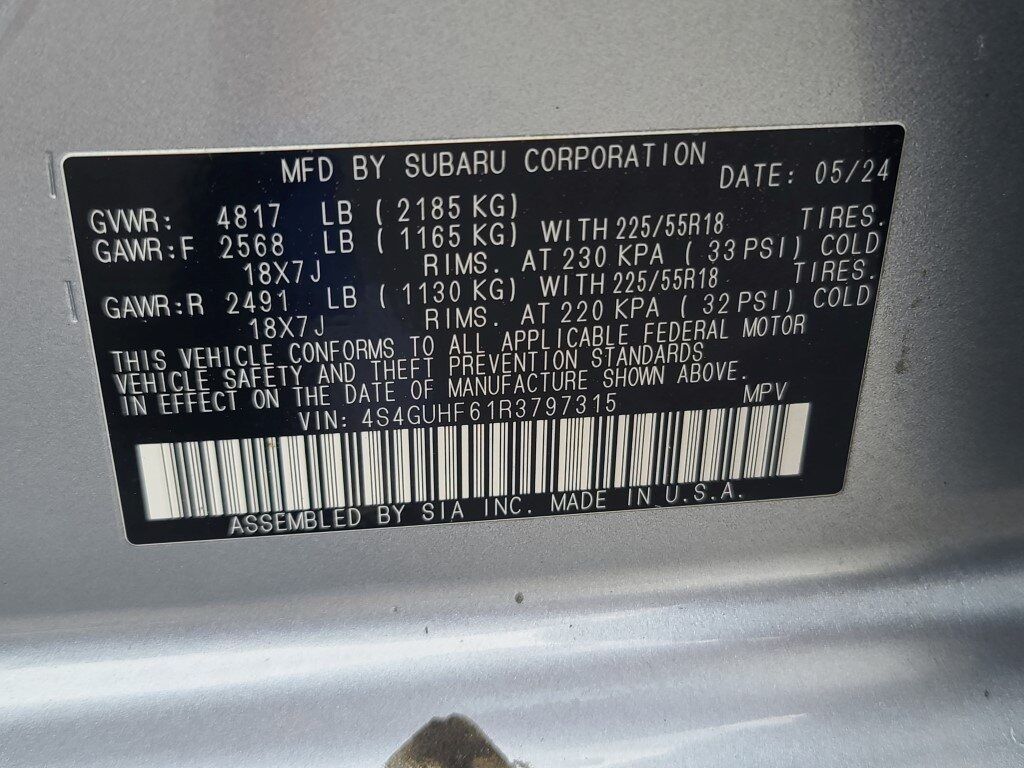 MFD BY SUBARU CORPORATION DATE: 05/24
GVWR: 4817 LB ( 2185 KG)
GAWR:F 2568 LB ( 1165 KG) WITH 225/55R18 TIRES.
18X7J RIMS. AT 230 KPA ( 33 PSI) COLD
GAWR:R 2491 LB ( 1130 KG) WITH 225/55R18 TIRES.
18X7J RIMS. AT 220 KPA ( 32 PSI) COLD
THIS VEHICLE CONFORMS TO ALL APPLICABLE FEDERAL MOTOR
VEHICLE SAFETY AND THEFT PREVENTION STANDARDS
IN EFFECT ON THE DATE OF MANUFACTURE SHOWN ABOVE.
VIN: 4S4GUHF61R3797315 MPV
ASSEMBLED BY SIA INC. MADE IN U.S.A.